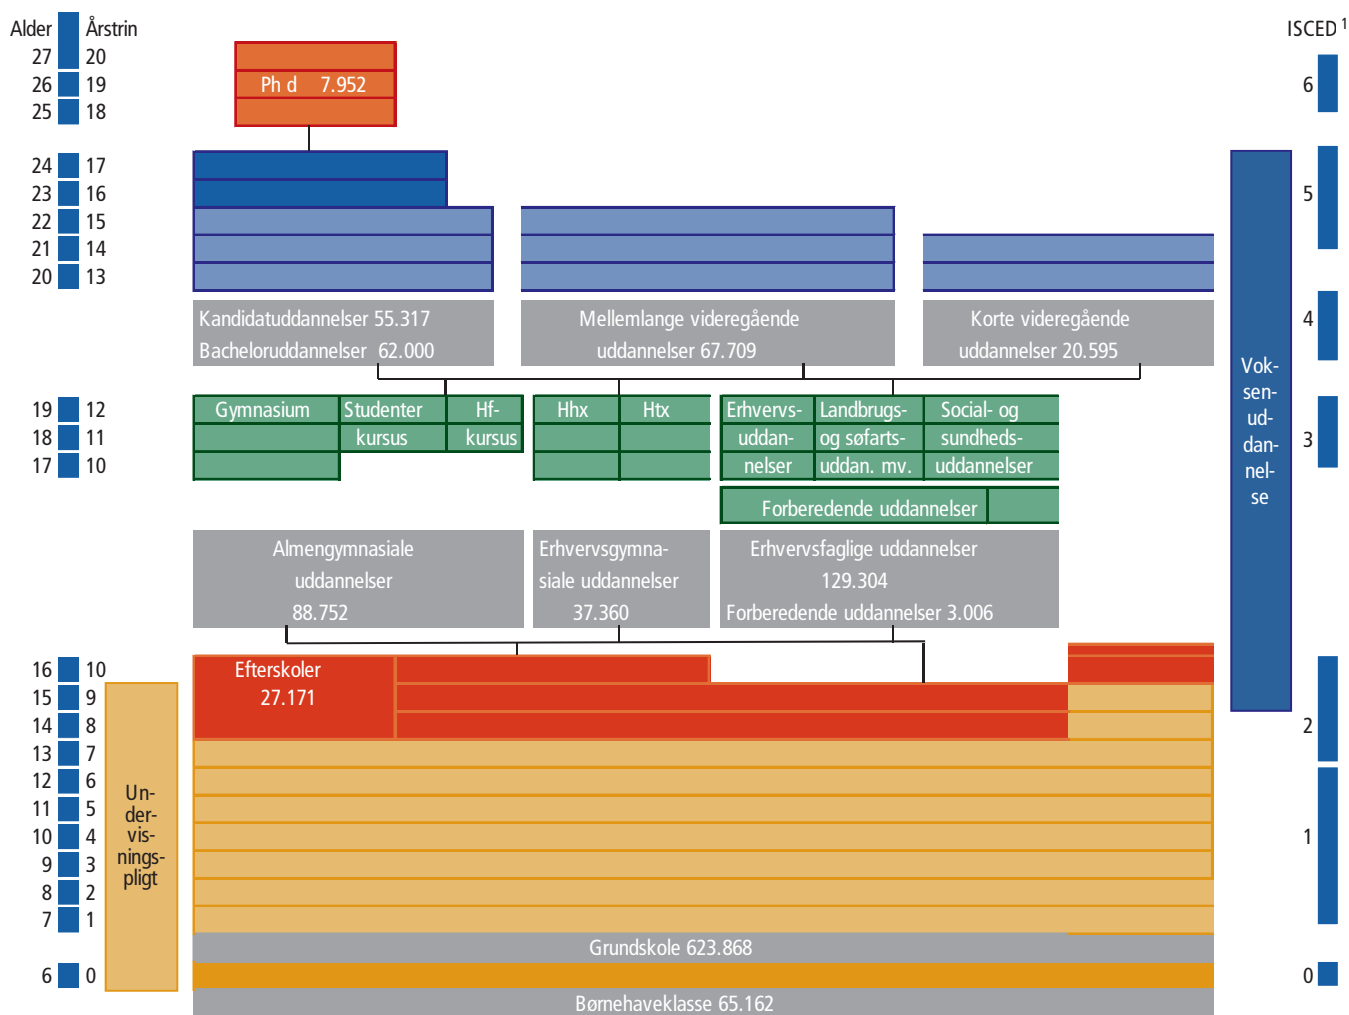 Alder Årstrin
ISCED 1
27 20
26 19
25 18
Ph d 7.952
6
24 17
23 16
22 15
21 14
20 13
5
Kandidatuddannelser 55.317
Bacheloruddannelser 62.000
Mellemlange videregående
uddannelser 67.709
Korte videregående
uddannelser 20.595
4
Vok-
sen-
ud-
dan-
nel-
se
19 12
18 11
17 10
Gymnasium
Studenter
kursus
Hf-
kursus
Hhx
Htx
Erhvervs-
uddan-
nelser
Landbrugs-
og søfarts-
uddan. mv.
Social- og
sundheds-
uddannelser
3
Forberedende uddannelser
Almengymnasiale
uddannelser
88.752
Erhvervsgymna-
siale uddannelser
37.360
Erhvervsfaglige uddannelser
129.304
Forberedende uddannelser 3.006
16 10
15 9
14 8
13 7
12 6
11 5
10 4
9 3
8 2
7 1
Efterskoler
27.171
2
1
Un-
der-
vis-
nings-
pligt
Grundskole 623.868
6 0
0
Børnehaveklasse 65.162